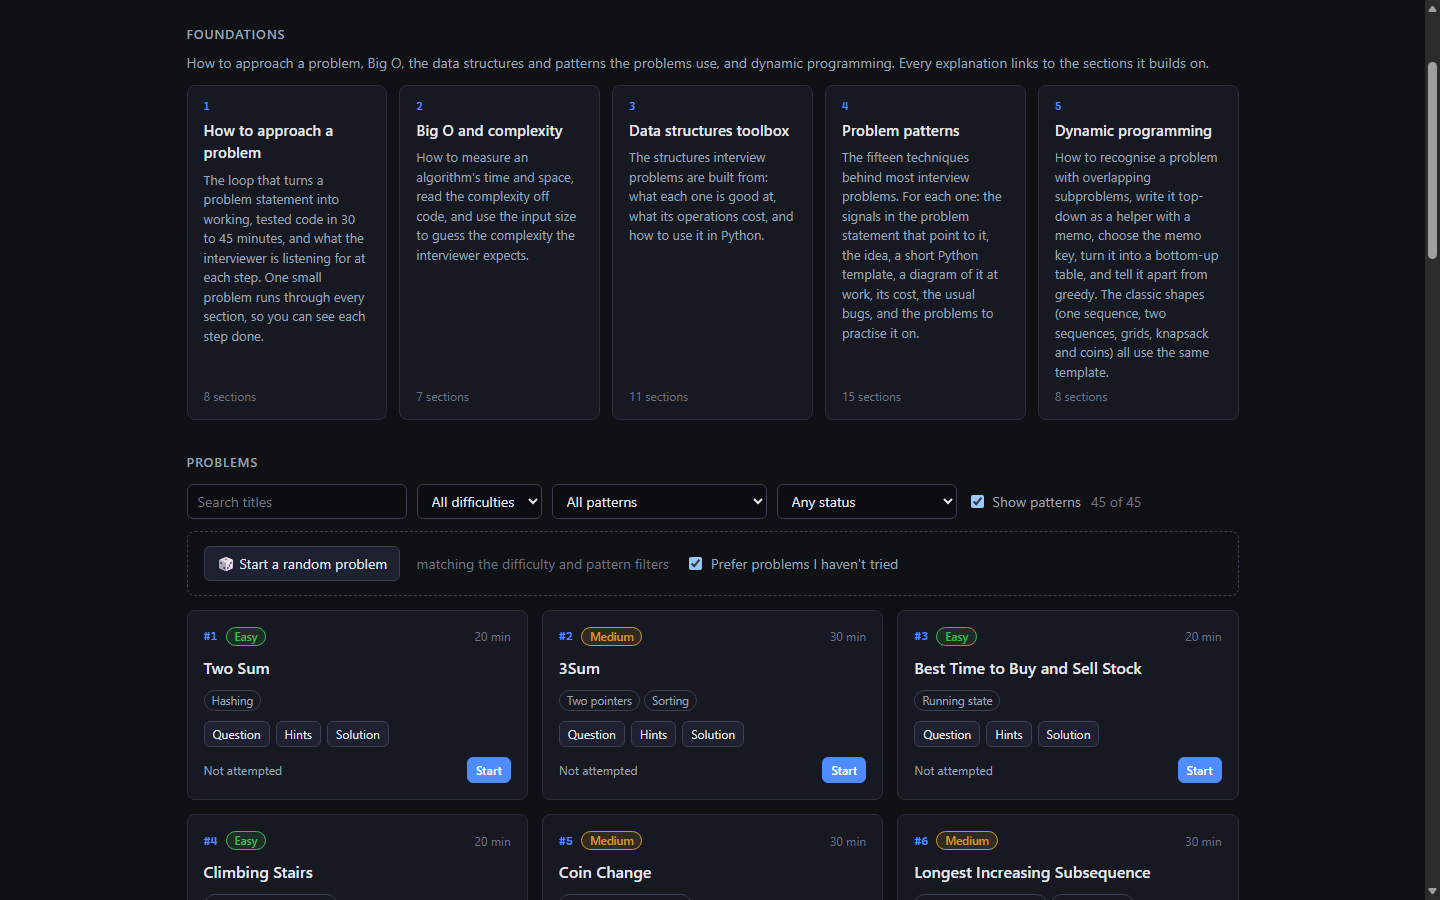 FOUNDATIONS
How to approach a problem, Big O, the data structures and patterns the problems use, and dynamic programming. Every explanation links to the sections it builds on.
1
How to approach a
problem
The loop that turns a
problem statement into
working, tested code in 30
to 45 minutes, and what the
interviewer is listening for at
each step. One small
problem runs through every
section, so you can see each
step done.
8 sections
2
Big O and complexity
How to measure an
algorithm's time and space,
read the complexity off
code, and use the input size
to guess the complexity the
interviewer expects.
7 sections
3
Data structures toolbox
The structures interview
problems are built from:
what each one is good at,
what its operations cost, and
how to use it in Python.
11 sections
4
Problem patterns
The fifteen techniques
behind most interview
problems. For each one: the
signals in the problem
statement that point to it,
the idea, a short Python
template, a diagram of it at
work, its cost, the usual
bugs, and the problems to
practise it on.
15 sections
5
Dynamic programming
How to recognise a problem
with overlapping
subproblems, write it top-
down as a helper with a
memo, choose the memo
key, turn it into a bottom-up
table, and tell it apart from
greedy. The classic shapes
(one sequence, two
sequences, grids, knapsack
and coins) all use the same
template.
8 sections
PROBLEMS
Search titles All difficulties All patterns Any status Show patterns 45 of 45
Start a random problem matching the difficulty and pattern filters Prefer problems I haven't tried
#1 Easy 20 min
Two Sum
Hashing
Question Hints Solution
Not attempted Start
#2 Medium 30 min
3Sum
Two pointers Sorting
Question Hints Solution
Not attempted Start
#3 Easy 20 min
Best Time to Buy and Sell Stock
Running state
Question Hints Solution
Not attempted Start
#4 Easy 20 min
Climbing Stairs
#5 Medium 30 min
Coin Change
#6 Medium 30 min
Longest Increasing Subsequence